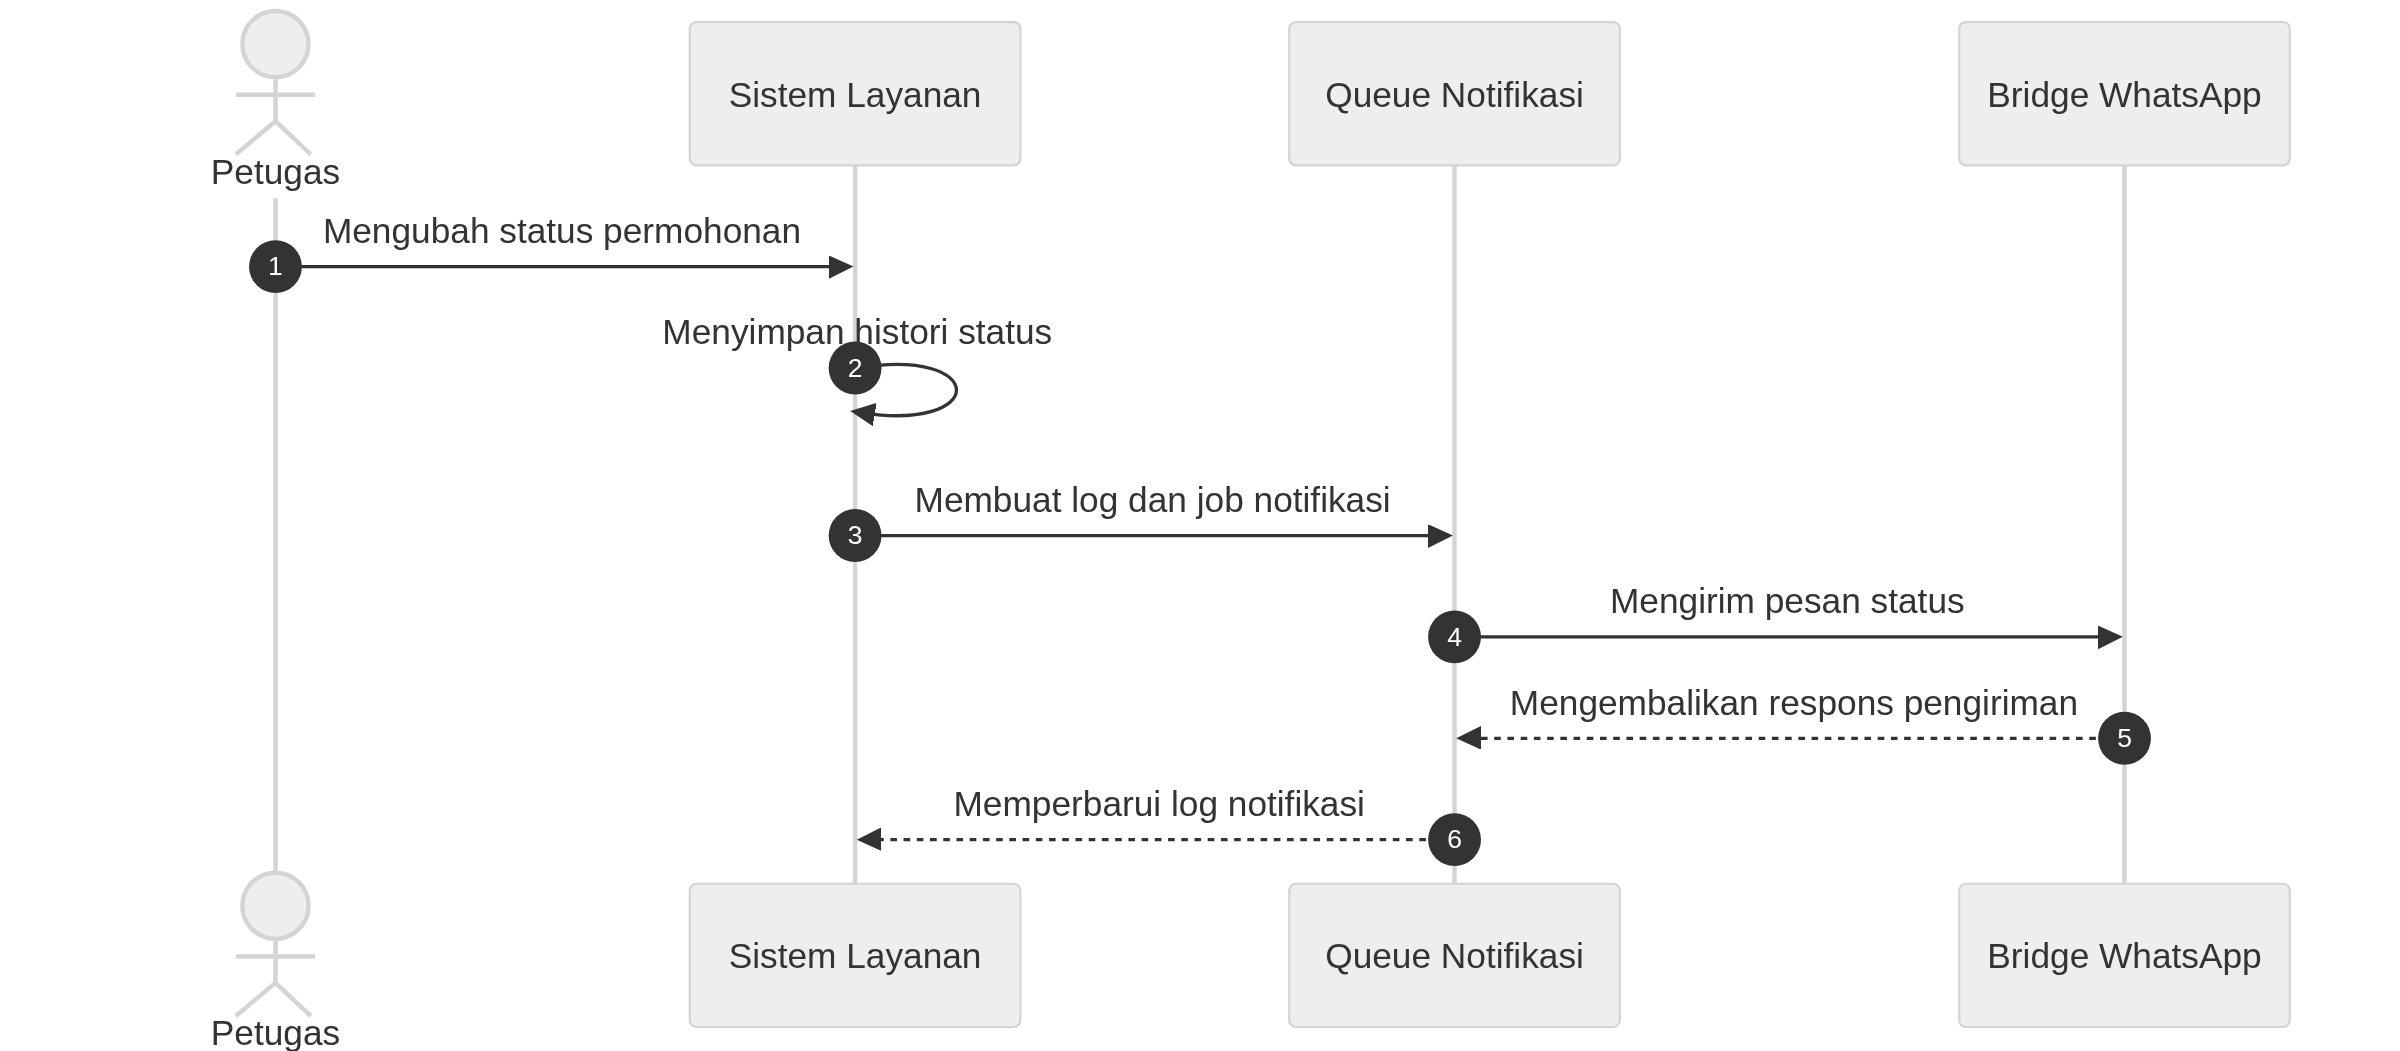 Petugas
Sistem Layanan
Queue Notifikasi
Bridge WhatsApp
Mengubah status permohonan
1
Menyimpan histori status
2
Membuat log dan job notifikasi
3
Mengirim pesan status
4
Mengembalikan respons pengiriman
5
Memperbarui log notifikasi
6
Sistem Layanan
Queue Notifikasi
Bridge WhatsApp
Petugas